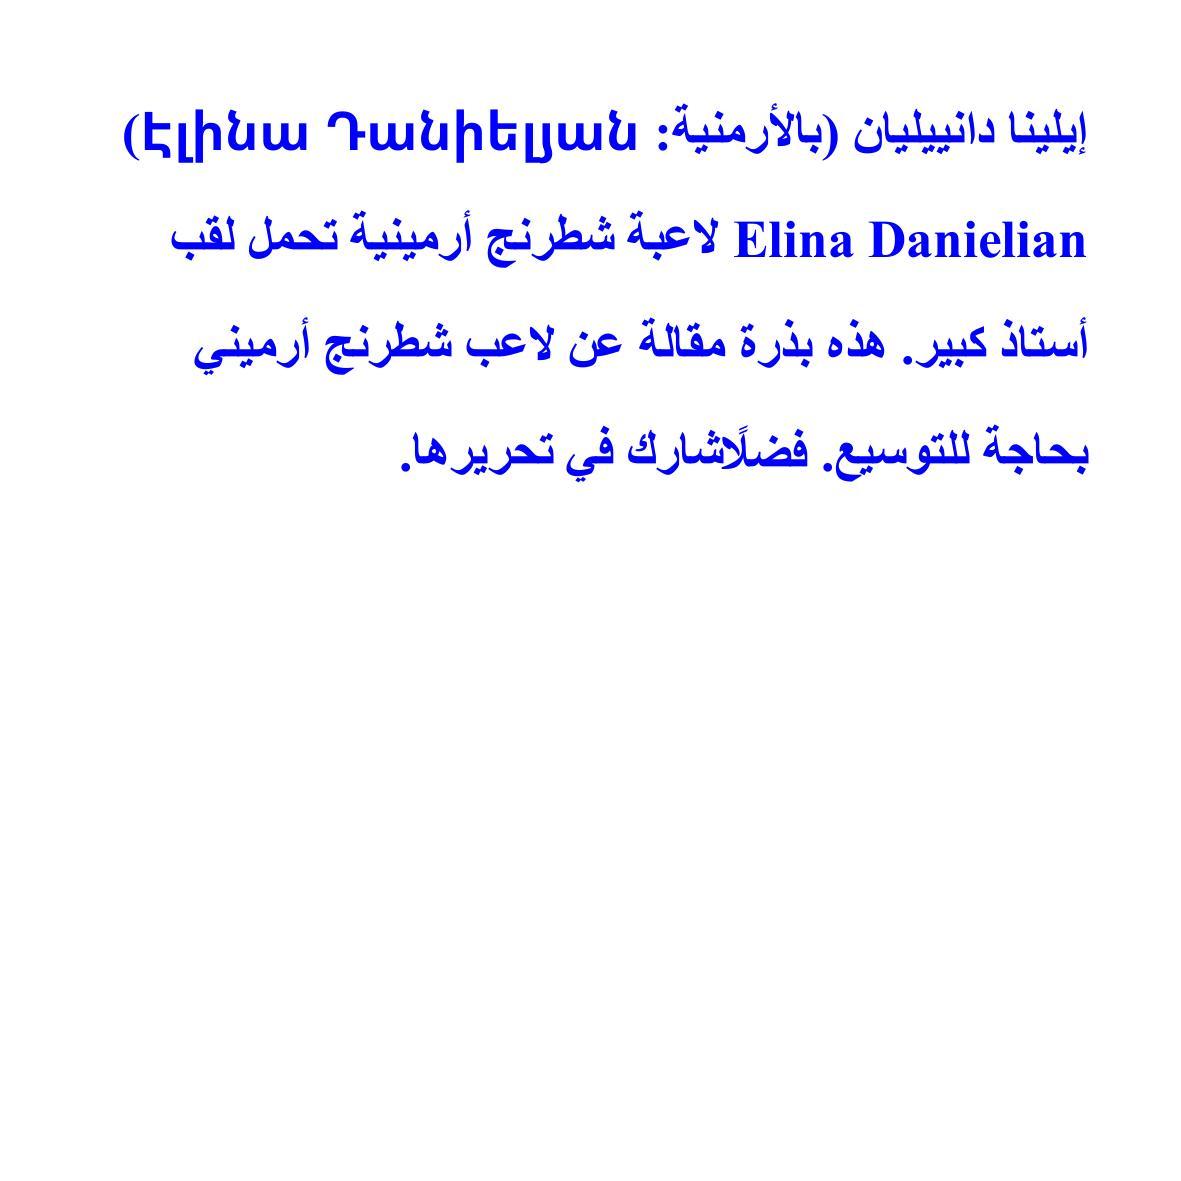 إيلينا دانييليان (بالأرمنية: Էլինա Դանիելյան)
Elina Danielian لاعبة شطرنج أرمينية تحمل لقب
أستاذ كبير. هذه بذرة مقالة عن لاعب شطرنج أرميني
بحاجة للتوسيع. فضلًاشارك في تحريرها.